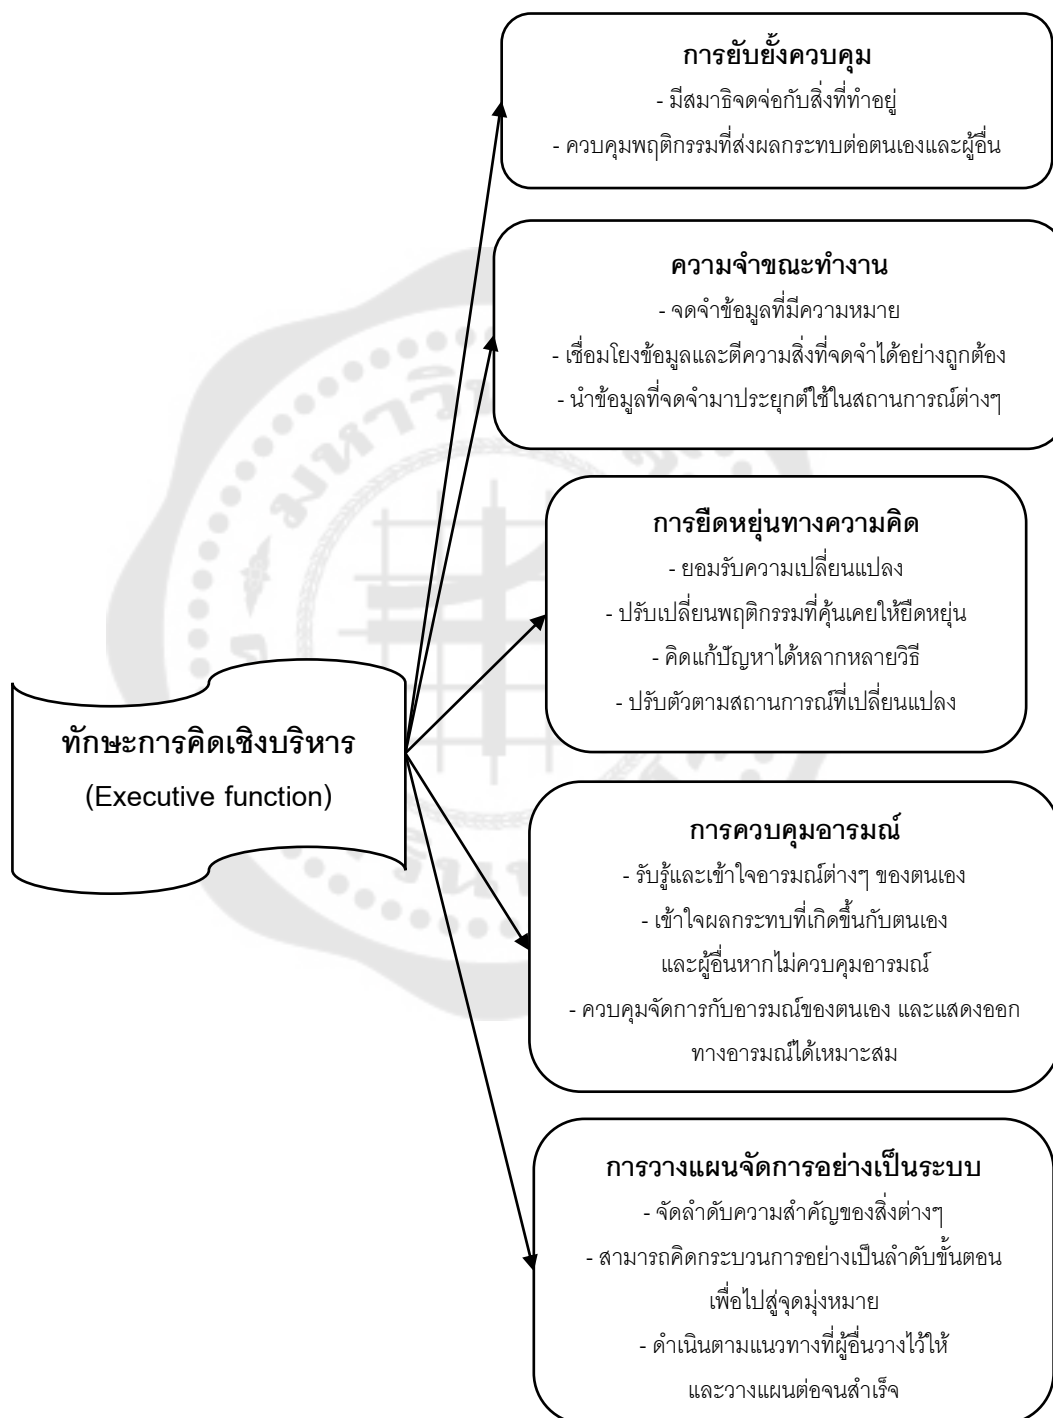 การยับยั้งควบคุม
- มีสมาธิจดจ่อกับสิ่งที่ทำอยู่
- ควบคุมพฤติกรรมที่ส่งผลกระทบต่อตนเองและผู้อื่น
ความจำขณะทำงาน
- จดจำข้อมูลที่มีความหมาย
- เชื่อมโยงข้อมูลและตีความสิ่งที่จดจำได้อย่างถูกต้อง
- นำข้อมูลที่จดจำมาประยุกต์ใช้ในสถานการณ์ต่างๆ
การยืดหยุ่นทางความคิด
- ยอมรับความเปลี่ยนแปลง
- ปรับเปลี่ยนพฤติกรรมที่คุ้นเคยให้ยืดหยุ่น
- คิดแก้ปัญหาได้หลากหลายวิธี
- ปรับตัวตามสถานการณ์ที่เปลี่ยนแปลง
ทักษะการคิดเชิงบริหาร
(Executive function)
การควบคุมอารมณ์
- รับรู้และเข้าใจอารมณ์ต่างๆ ของตนเอง
- เข้าใจผลกระทบที่เกิดขึ้นกับตนเอง
และผู้อื่นหากไม่ควบคุมอารมณ์
- ควบคุมจัดการกับอารมณ์ของตนเอง และแสดงออก
ทางอารมณ์ได้เหมาะสม
การวางแผนจัดการอย่างเป็นระบบ
- จัดลำดับความสำคัญของสิ่งต่างๆ
- สามารถคิดกระบวนการอย่างเป็นลำดับขั้นตอน
เพื่อไปสู่จุดมุ่งหมาย
- ดำเนินตามแนวทางที่ผู้อื่นวางไว้ให้
และวางแผนต่อจนสำเร็จ